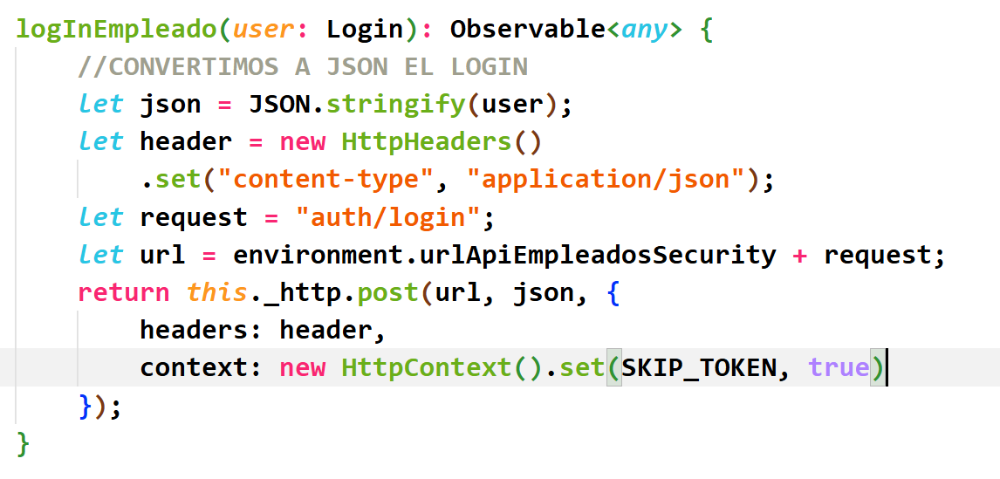 logInEmpleado(user: Login): Observable<any> {
//CONVERTIMOS A JSON EL LOGIN
let json = JSON.stringify(user);
let header = new HttpHeaders()
.set("content-type", "application/json");
let request = "auth/login";
let url = environment.urlApiEmpleadosSecurity + request;
return this._http.post(url, json, {
headers: header,
context: new HttpContext().set(SKIP_TOKEN, true)
});
}